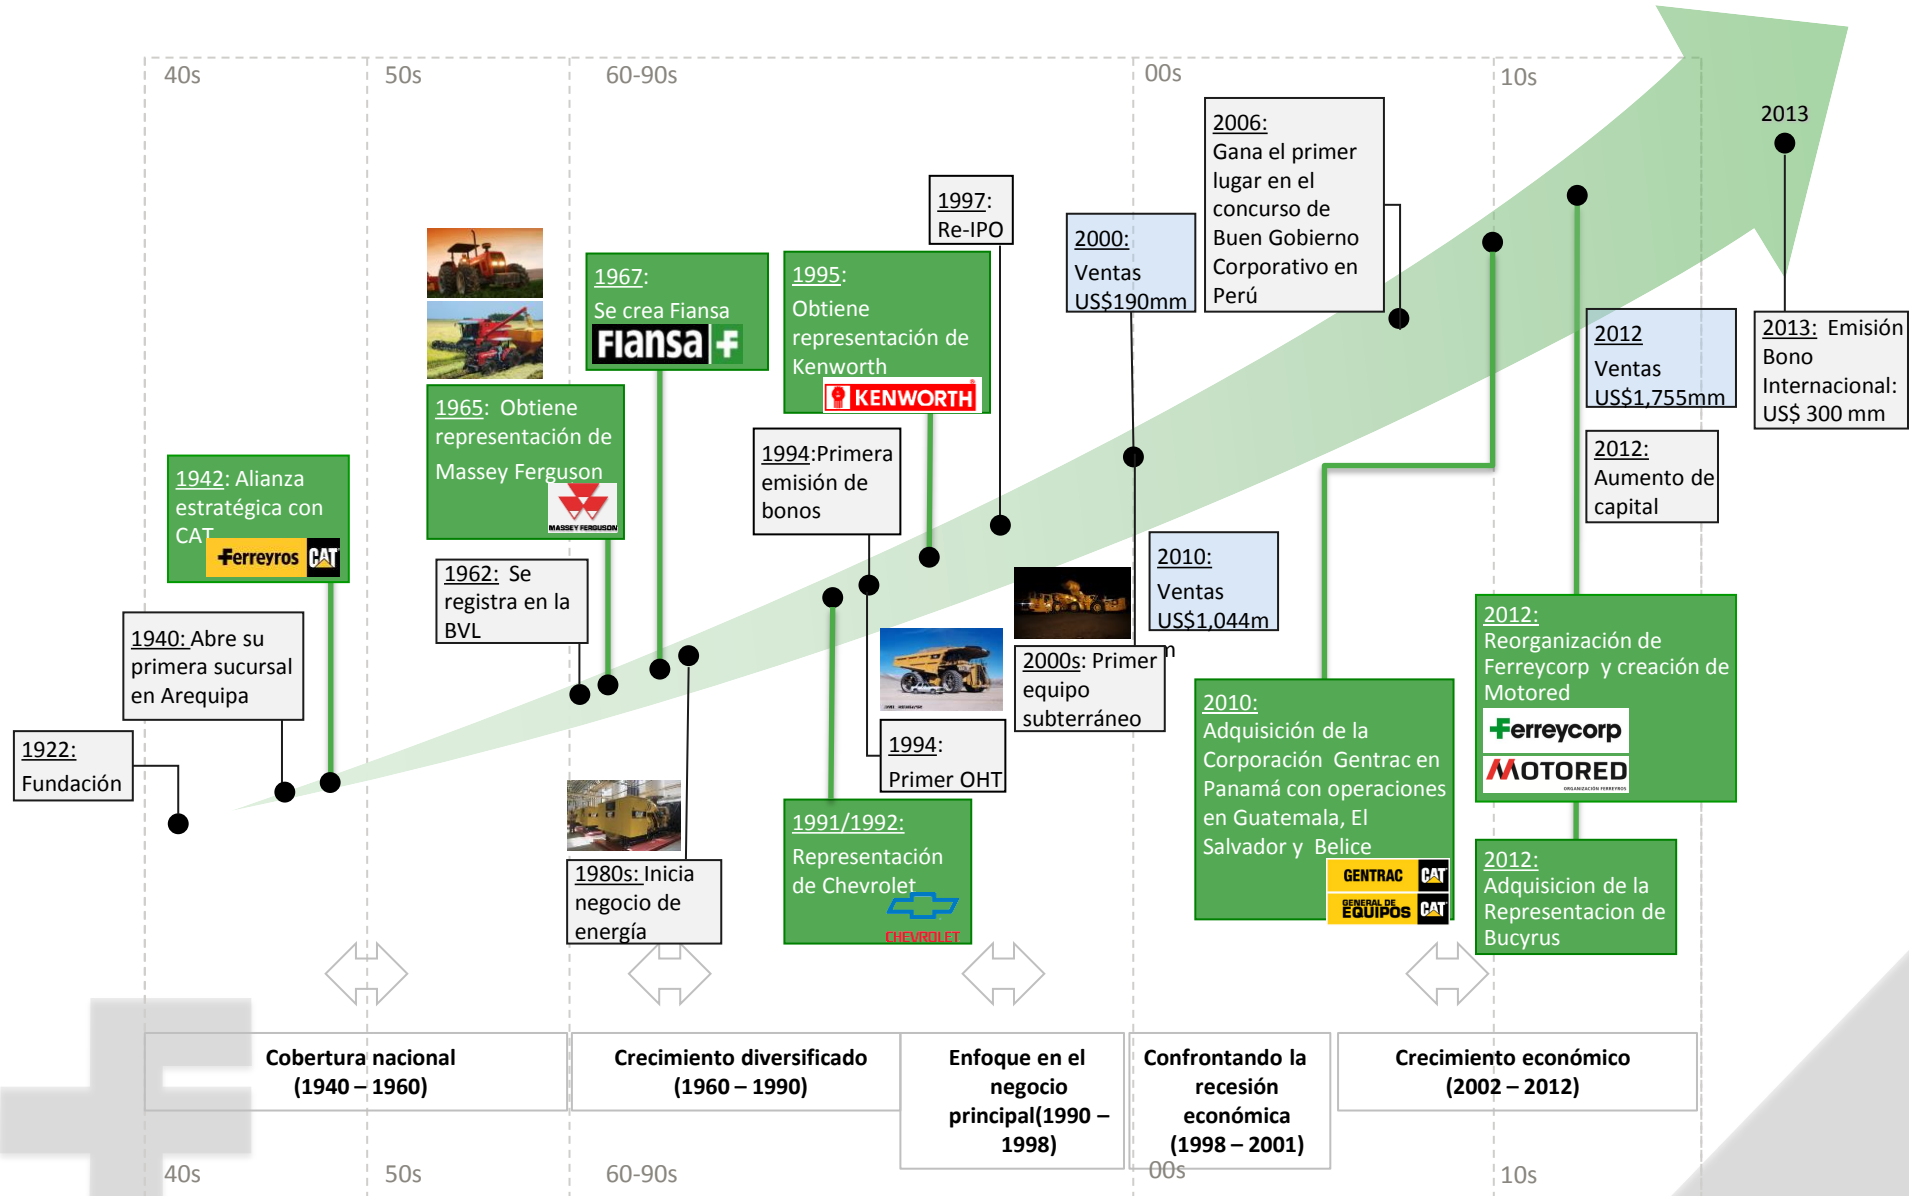 40s
50s
60-90s
00s
10s
1922:
Fundación
1940: Abre su
primera sucursal
en Arequipa
1942: Alianza
estratégica con
CAT
Ferreyros CAT
1965:  Obtiene
representación de
Massey Ferguson
MASSEY FERGUSON
1962:  Se
registra en la
BVL
1967:
Se crea Fiansa
FIansa
1980s: Inicia
negocio de
energía
1991/1992:
Representación
de Chevrolet
CHEVROLET
1994:Primera
emisión de
bonos
1994:
Primer OHT
1995:
Obtiene
representación de
Kenworth
KENWORTH
1997:
Re-IPO
2000:
Ventas
US$190mm
2000s: Primer
equipo
subterráneo
2006:
Gana el primer
lugar en el
concurso de
Buen Gobierno
Corporativo en
Perú
2010:
Ventas
US$1,044m
m
2010:
Adquisición de la
Corporación  Gentrac en
Panamá con operaciones
en Guatemala, El
Salvador y  Belice
GENTRAC CAT
GENERAL DE
EQUIPOS CAT
2012
Ventas
US$1,755mm
2012:
Aumento de
capital
2012:
Reorganización de
Ferreycorp  y creación de
Motored
Ferreycorp
MOTORED
ORGANIZACIÓN FERREYROS
2012:
Adquisicion de la
Representacion de
Bucyrus
2013
2013:  Emisión
Bono
Internacional:
US$ 300 mm
Cobertura nacional
(1940 – 1960)
Crecimiento diversificado
(1960 – 1990)
Enfoque en el
negocio
principal(1990 –
1998)
Confrontando la
recesión
económica
(1998 – 2001)
Crecimiento económico
(2002 – 2012)
40s
50s
60-90s
00s
10s